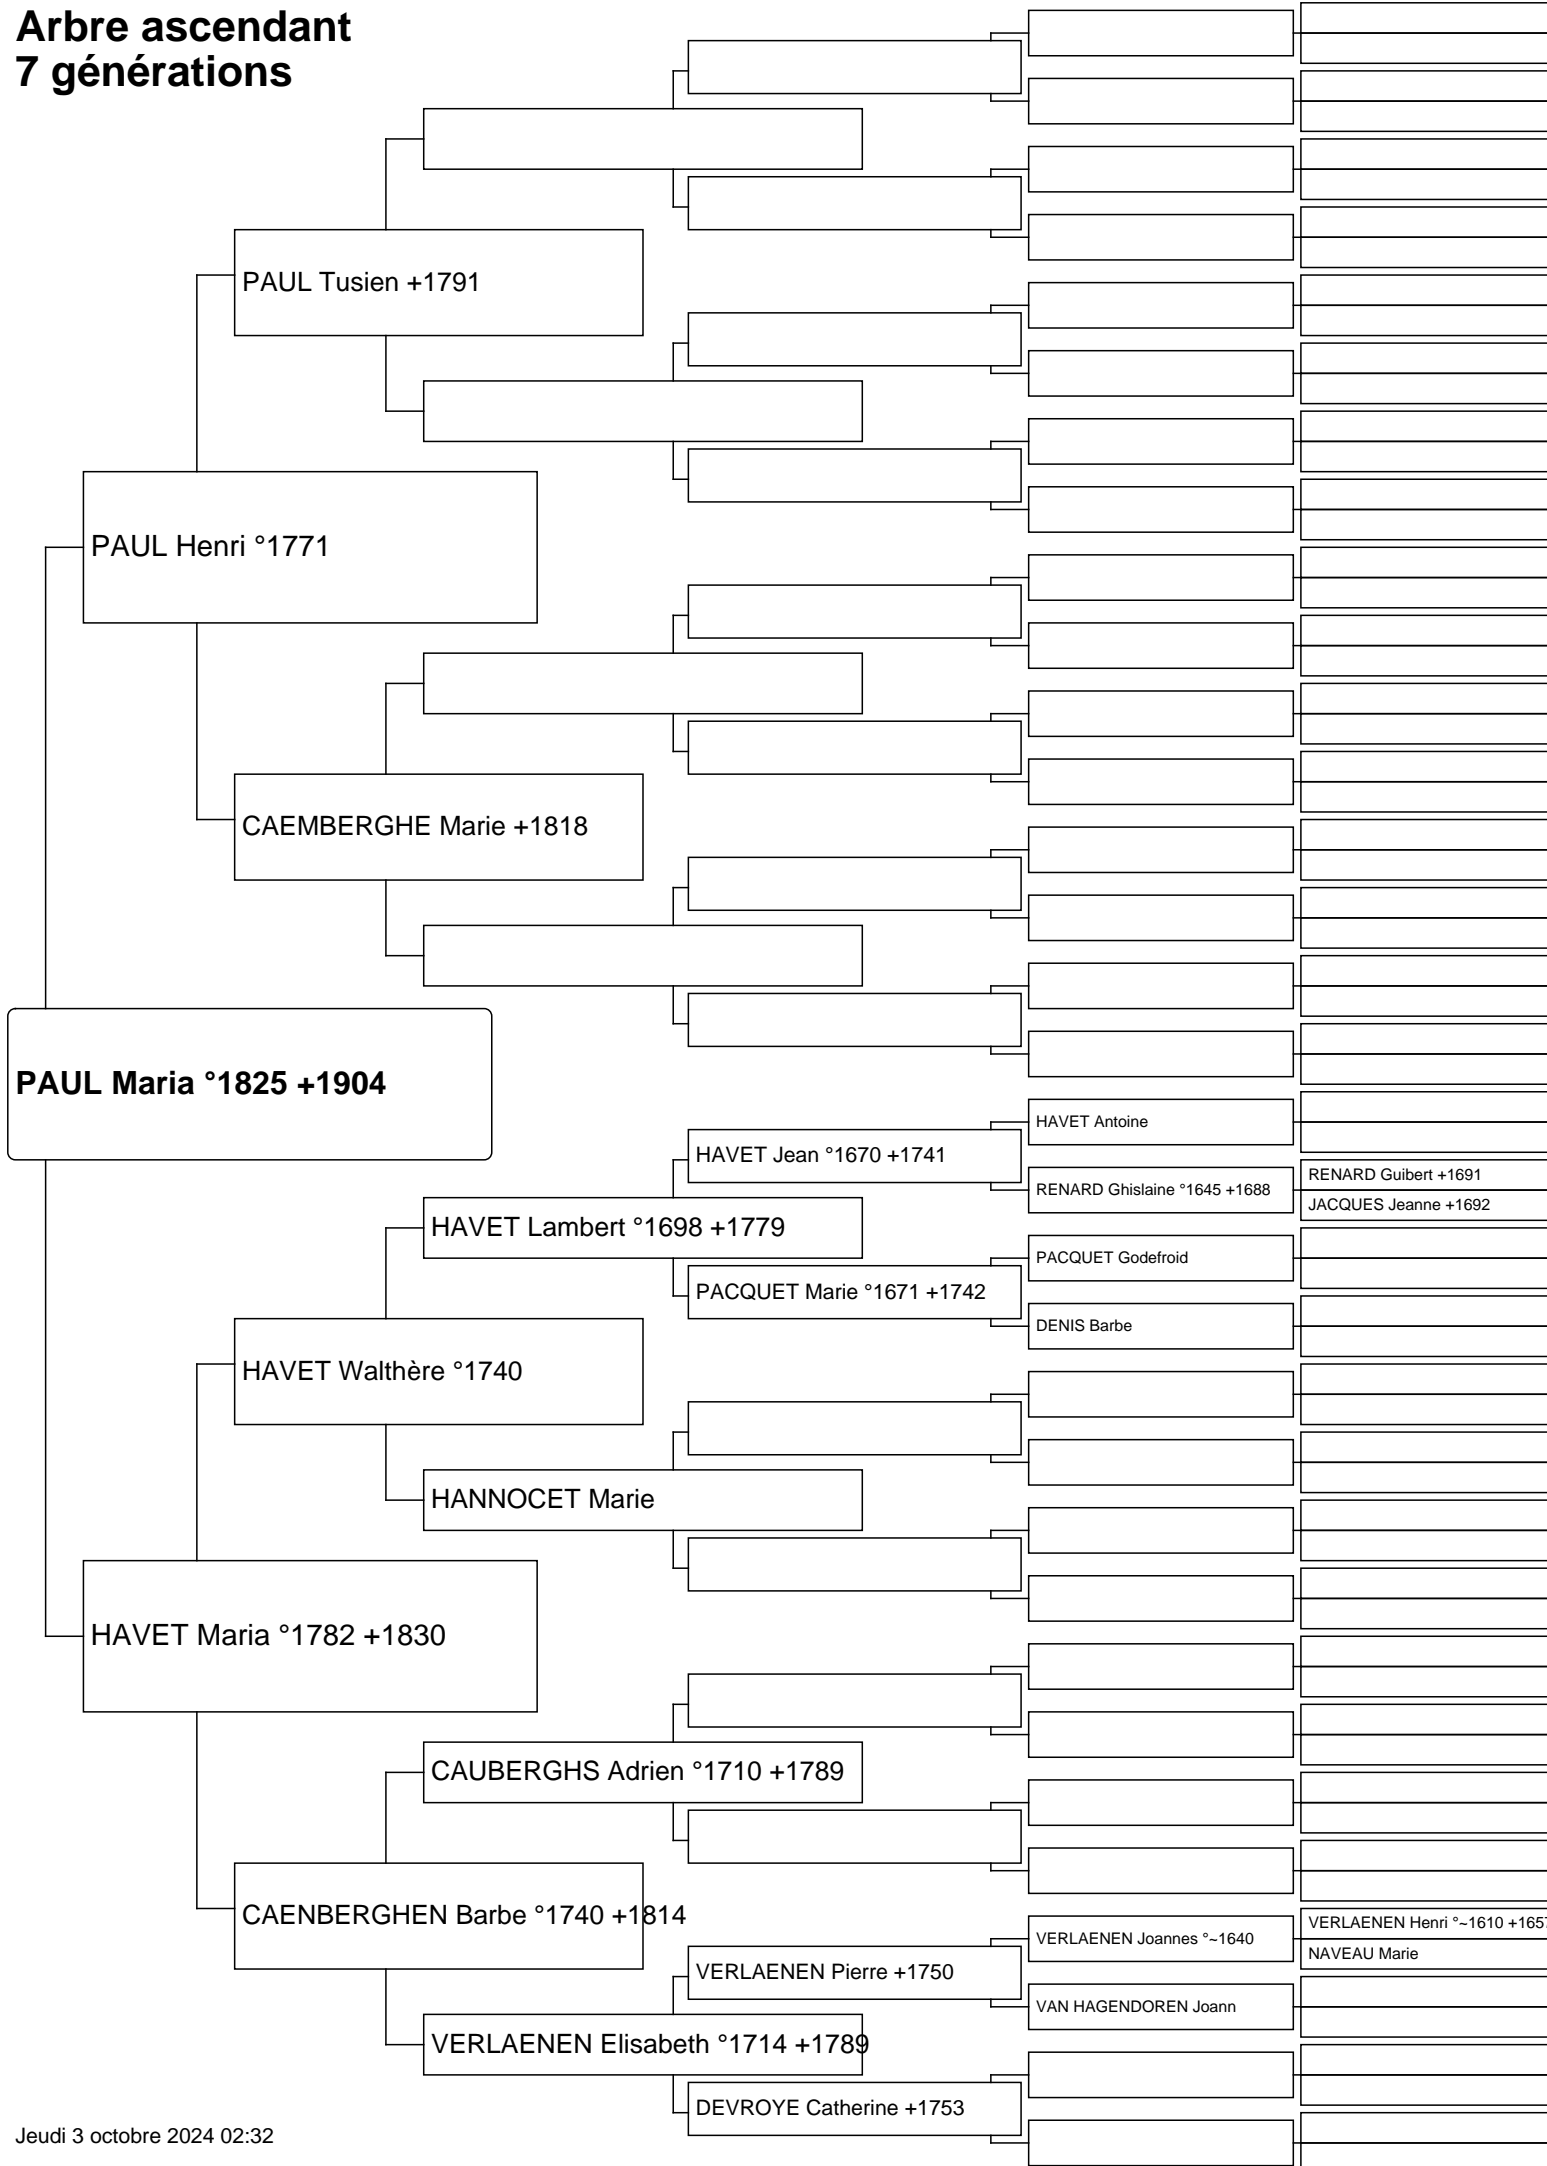 Arbre ascendant
7 générations
PAUL Tusien +1791
PAUL Henri °1771
CAEMBERGHE Marie +1818
PAUL Maria °1825 +1904
HAVET Antoine
HAVET Jean °1670 +1741
RENARD Guibert +1691
RENARD Ghislaine °1645 +1688
JACQUES Jeanne +1692
HAVET Lambert °1698 +1779
PACQUET Godefroid
PACQUET Marie °1671 +1742
DENIS Barbe
HAVET Walthère °1740
HANNOCET Marie
HAVET Maria °1782 +1830
CAUBERGHS Adrien °1710 +1789
CAENBERGHEN Barbe °1740 +1814
VERLAENEN Henri °~1610 +1657
VERLAENEN Joannes °~1640
NAVEAU Marie
VERLAENEN Pierre +1750
VAN HAGENDOREN Joann
VERLAENEN Elisabeth °1714 +1789
DEVROYE Catherine +1753
Jeudi 3 octobre 2024 02:32